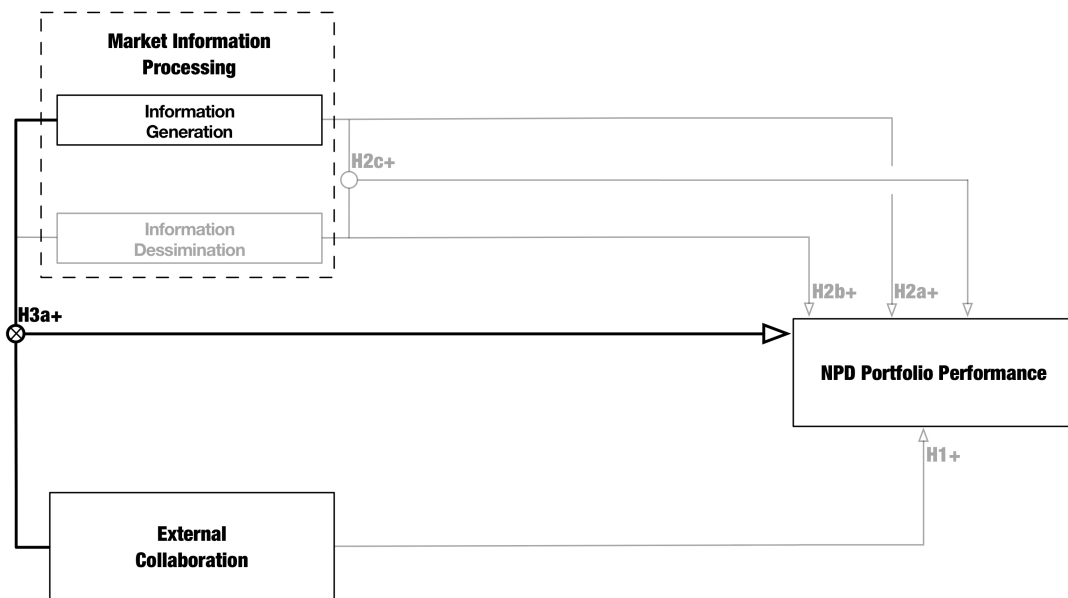 Market Information
Processing
Information
Generation
H2c+
Information
Dessimination
H2b+
H2a+
H3a+
NPD Portfolio Performance
H1+
External
Collaboration